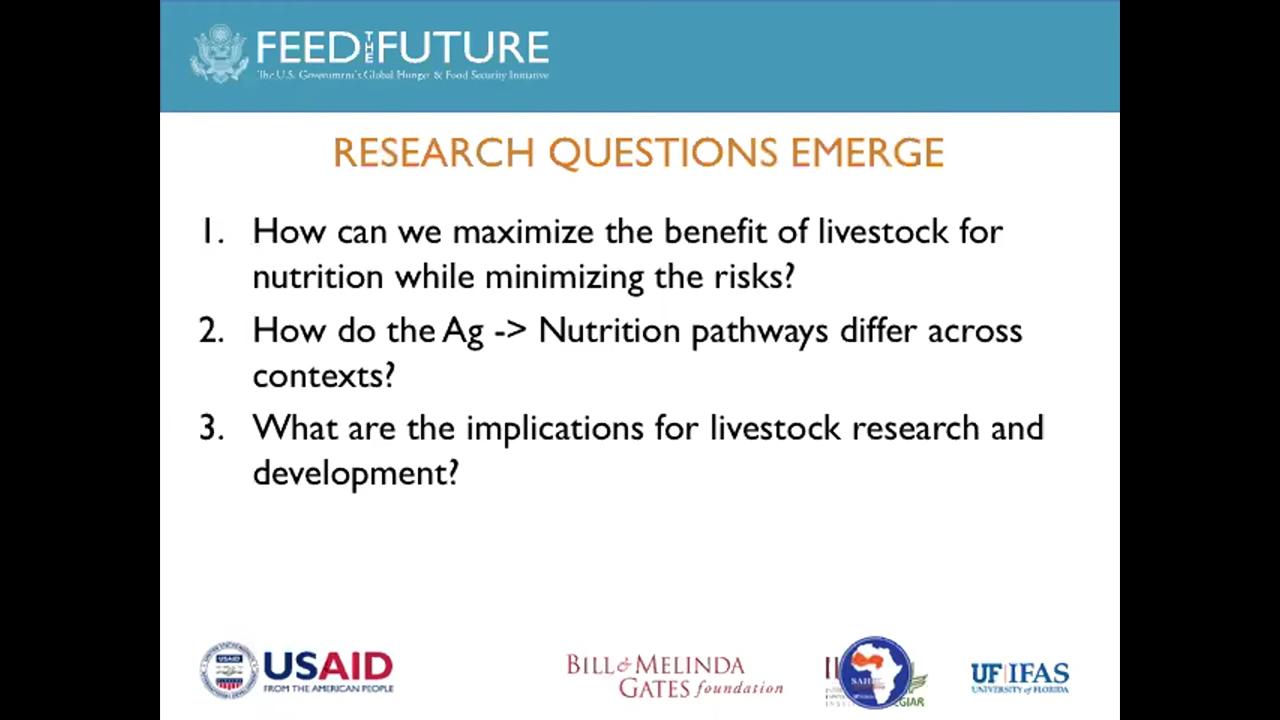 FEED THE FUTURE
The U.S. Government's Global Hunger & Food Security Initiative
RESEARCH QUESTIONS EMERGE
1. How can we maximize the benefit of livestock for
nutrition while minimizing the risks?
2. How do the Ag -> Nutrition pathways differ across
contexts?
3. What are the implications for livestock research and
development?
USAID
USAID
FROM THE AMERICAN PEOPLE
BILL & MELINDA
GATES foundation
CGIAR
UF|IFAS
UNIVERSITY of FLORIDA